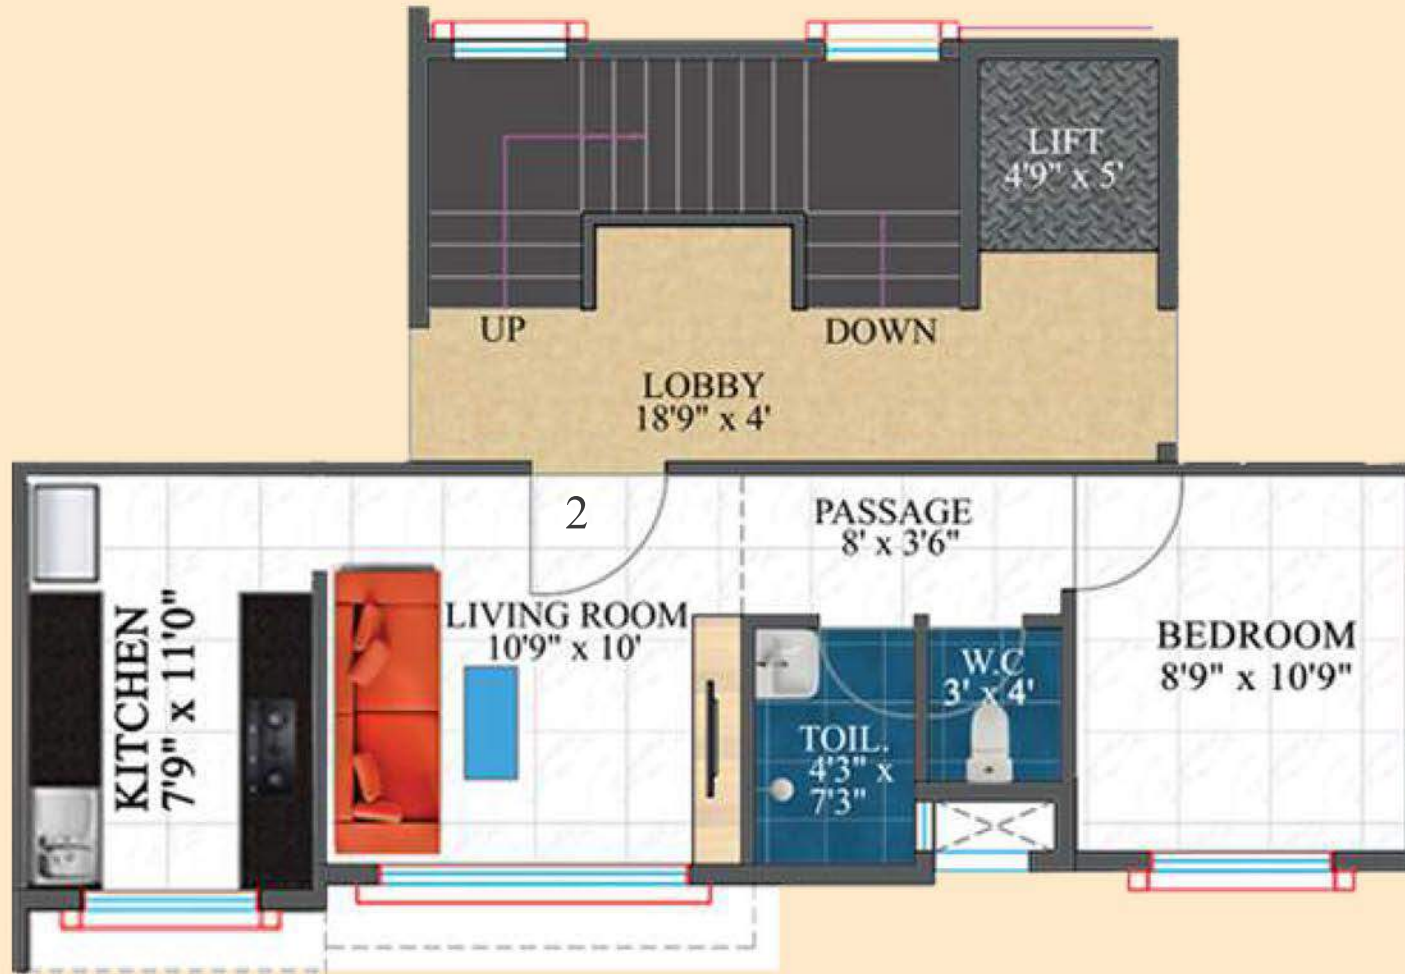 LIFT
4'9" x 5'
UP
DOWN
LOBBY
18'9" x 4'
2
PASSAGE
8' x 3'6"
KITCHEN
7'9" x 11'0"
LIVING ROOM
10'9" x 10'
W.C
3' x 4'
TOIL.
4'3" x
7'3"
BEDROOM
8'9" x 10'9"